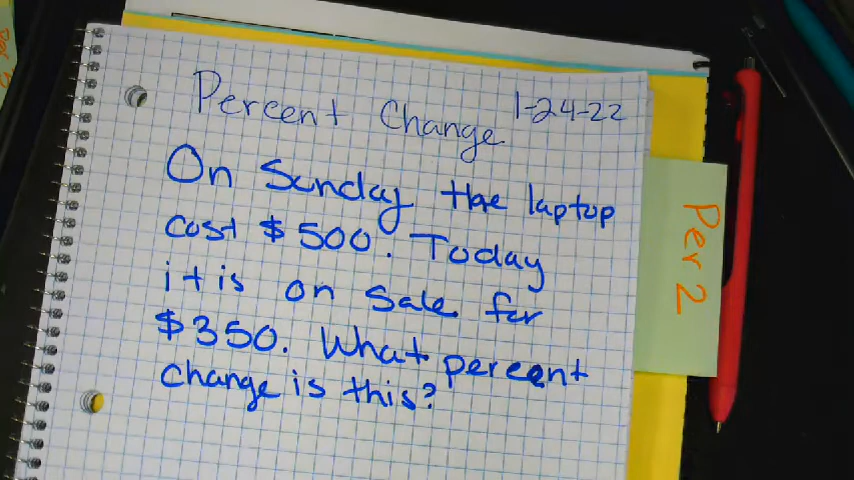 Percent Change 1-24-22
On Sunday the laptop
cost $500. Today
it is on sale for
$350. What percent
change is this?
Per 2